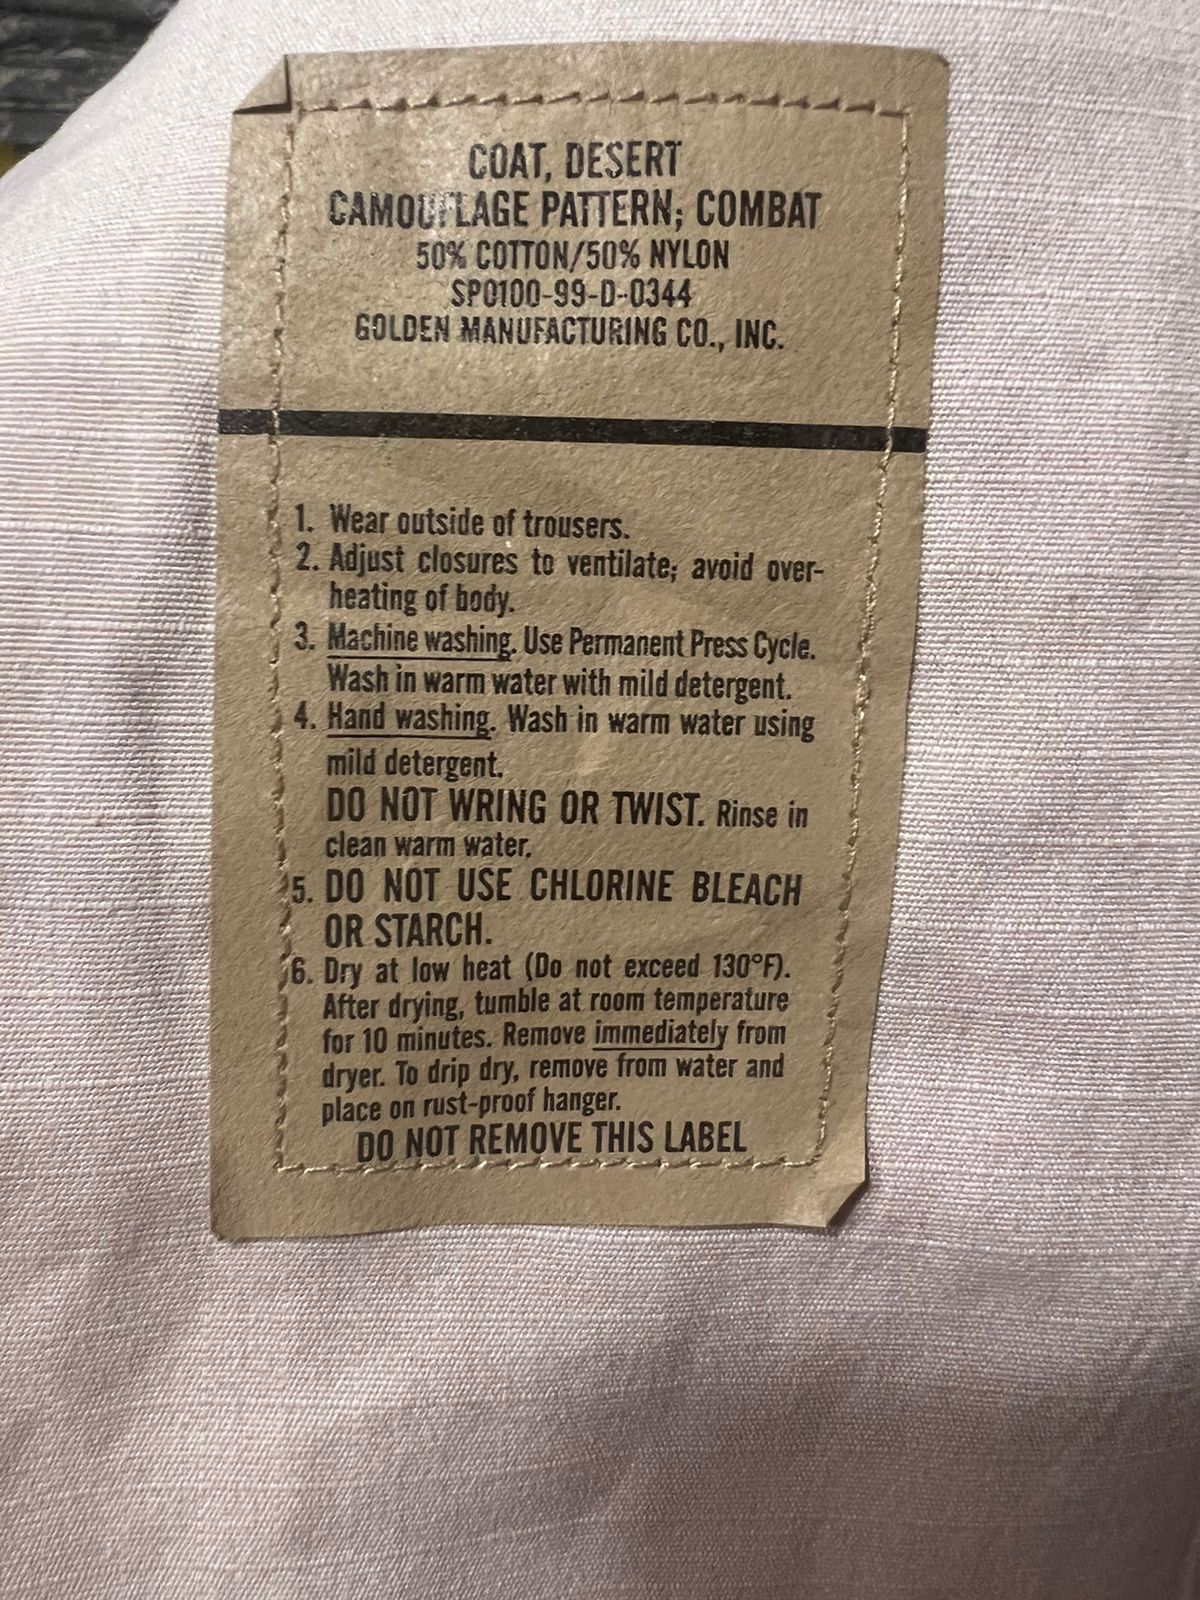 COAT, DESERT
CAMOUFLAGE PATTERN; COMBAT
50% COTTON/50% NYLON
SP0100-99-D-0344
GOLDEN MANUFACTURING CO., INC.
1. Wear outside of trousers.
2. Adjust closures to ventilate; avoid over-
heating of body.
3. Machine washing. Use Permanent Press Cycle.
Wash in warm water with mild detergent.
4. Hand washing. Wash in warm water using
mild detergent.
DO NOT WRING OR TWIST. Rinse in
clean warm water.
5. DO NOT USE CHLORINE BLEACH
OR STARCH.
6. Dry at low heat (Do not exceed 130°F).
After drying, tumble at room temperature
for 10 minutes. Remove immediately from
dryer. To drip dry, remove from water and
place on rust-proof hanger.
DO NOT REMOVE THIS LABEL